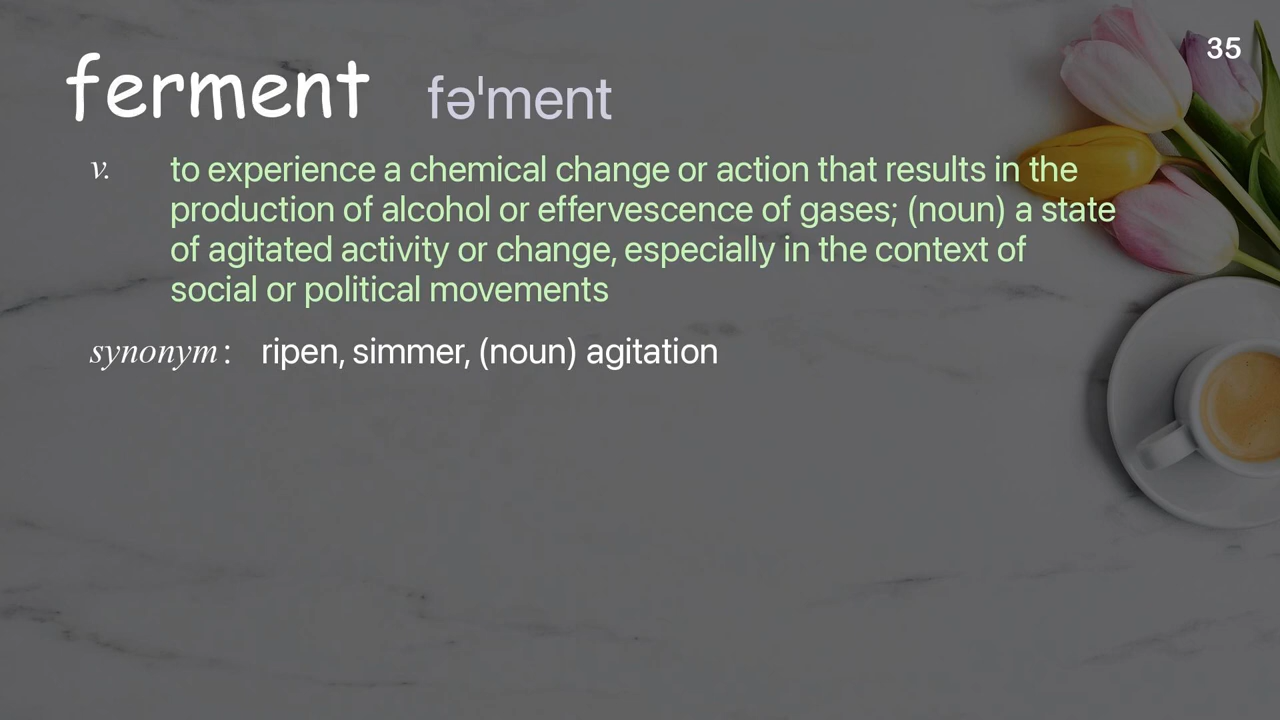 35
ferment fəˈment
v. to experience a chemical change or action that results in the
production of alcohol or effervescence of gases; (noun) a state
of agitated activity or change, especially in the context of
social or political movements
synonym: ripen, simmer, (noun) agitation